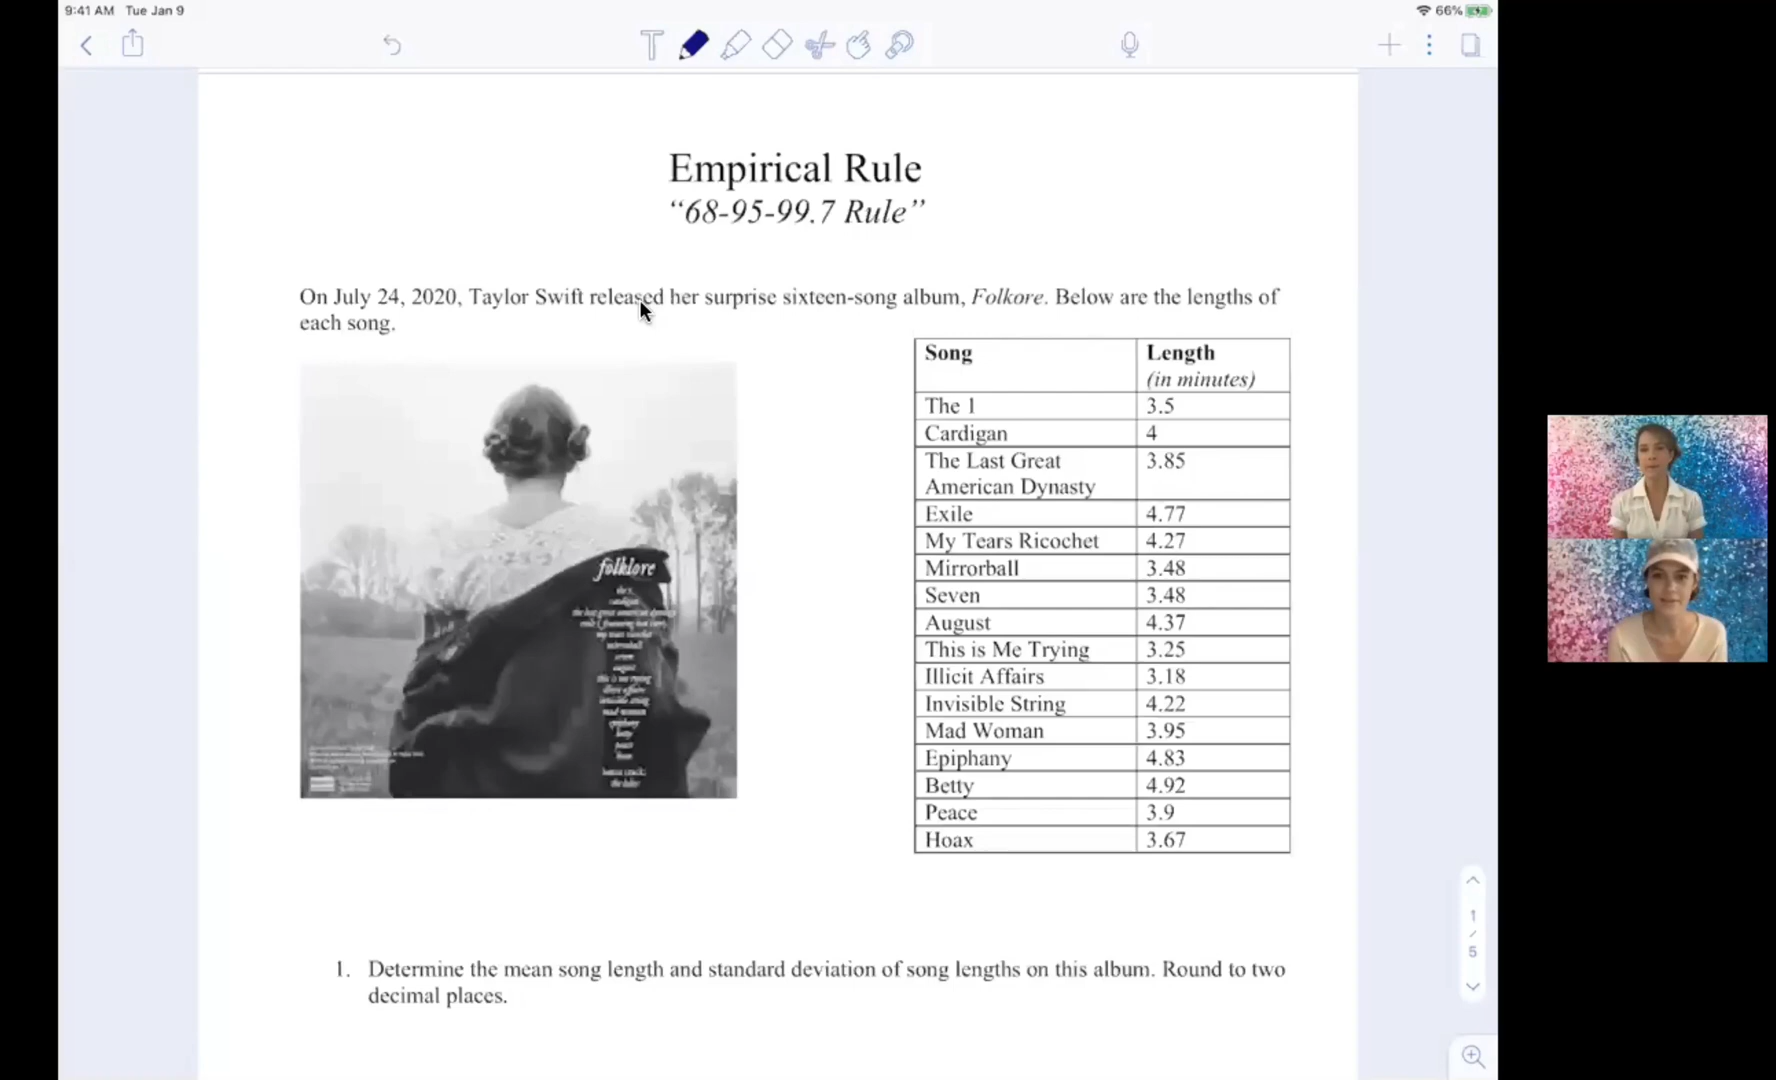 9:41 AM Tue Jan 9
66%
Empirical Rule
“68-95-99.7 Rule”
On July 24, 2020, Taylor Swift released her surprise sixteen-song album, Folkore. Below are the lengths of
each song.
Song Length
(in minutes)
The 1 3.5
Cardigan 4
The Last Great 3.85
American Dynasty
Exile 4.77
My Tears Ricochet 4.27
Mirrorball 3.48
Seven 3.48
August 4.37
This is Me Trying 3.25
Illicit Affairs 3.18
Invisible String 4.22
Mad Woman 3.95
Epiphany 4.83
Betty 4.92
Peace 3.9
Hoax 3.67
folklore
1
/
5
1. Determine the mean song length and standard deviation of song lengths on this album. Round to two
decimal places.